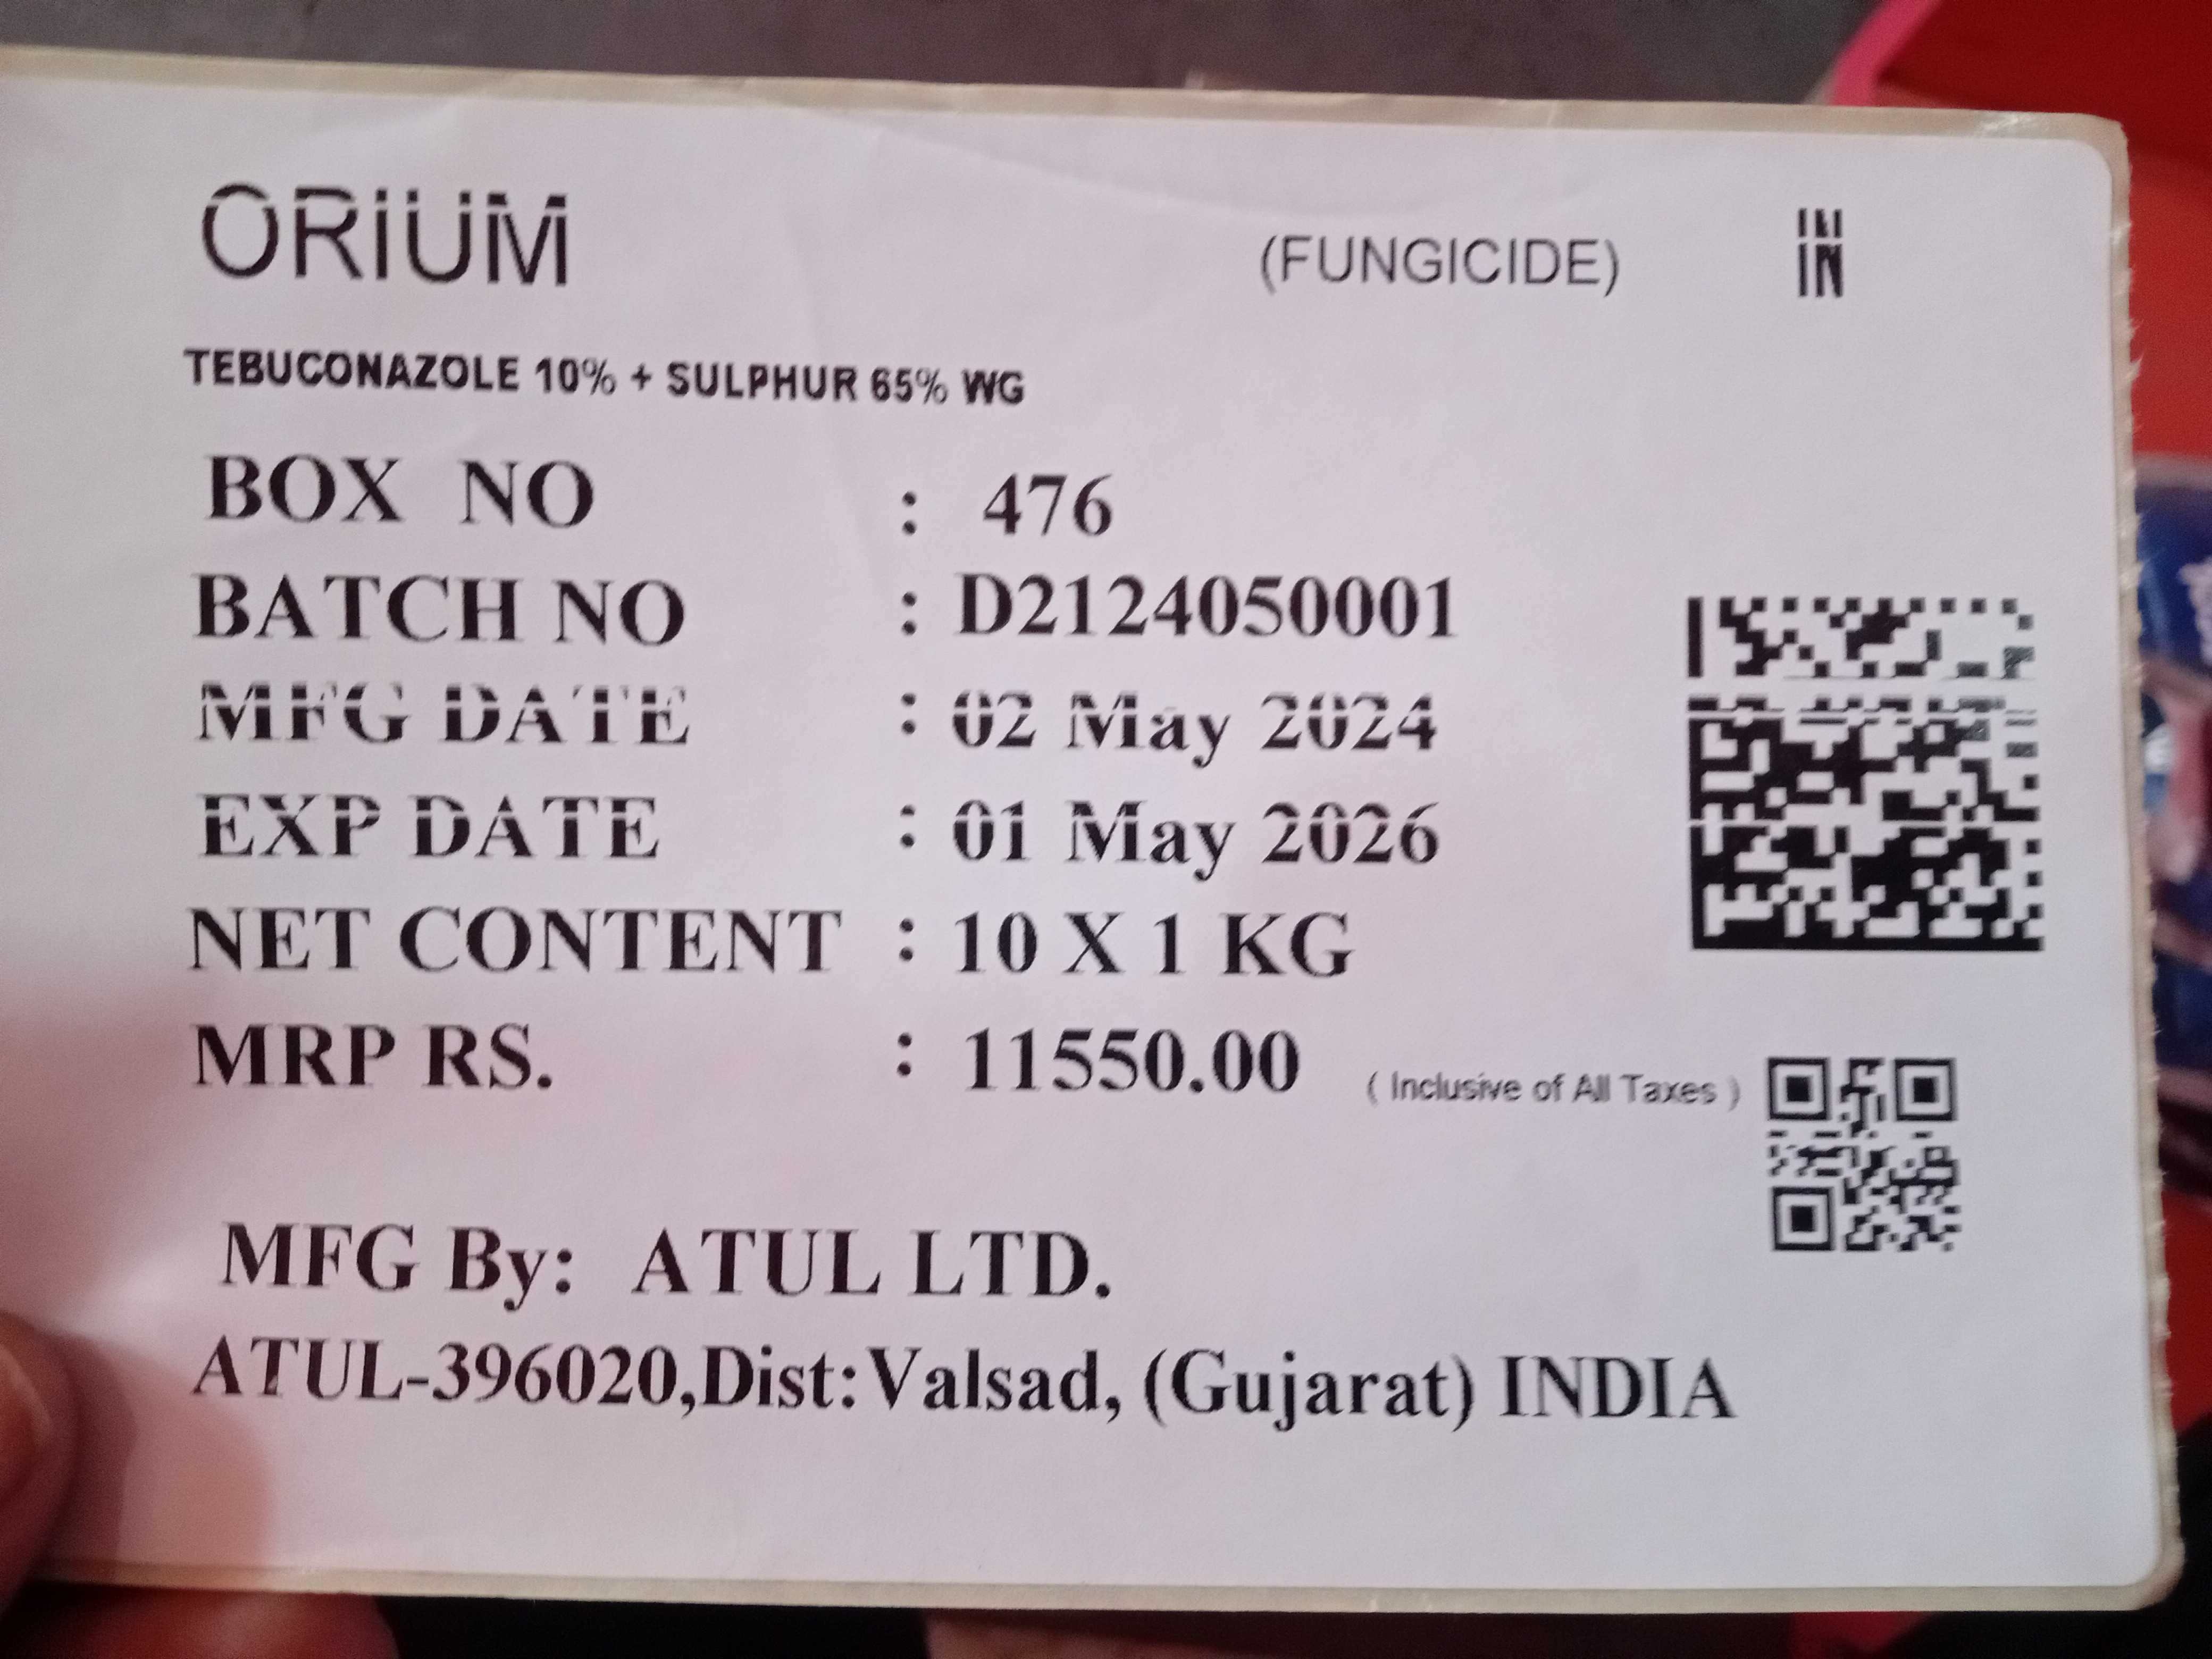 ORIUM (FUNGICIDE) IN
TEBUCONAZOLE 10% + SULPHUR 65% WG
BOX NO : 476
BATCH NO : D2124050001
MFG DATE : 02 May 2024
EXP DATE : 01 May 2026
NET CONTENT : 10 X 1 KG
MRP RS. : 11550.00 ( Inclusive of All Taxes )
MFG By: ATUL LTD.
ATUL-396020,Dist:Valsad, (Gujarat) INDIA